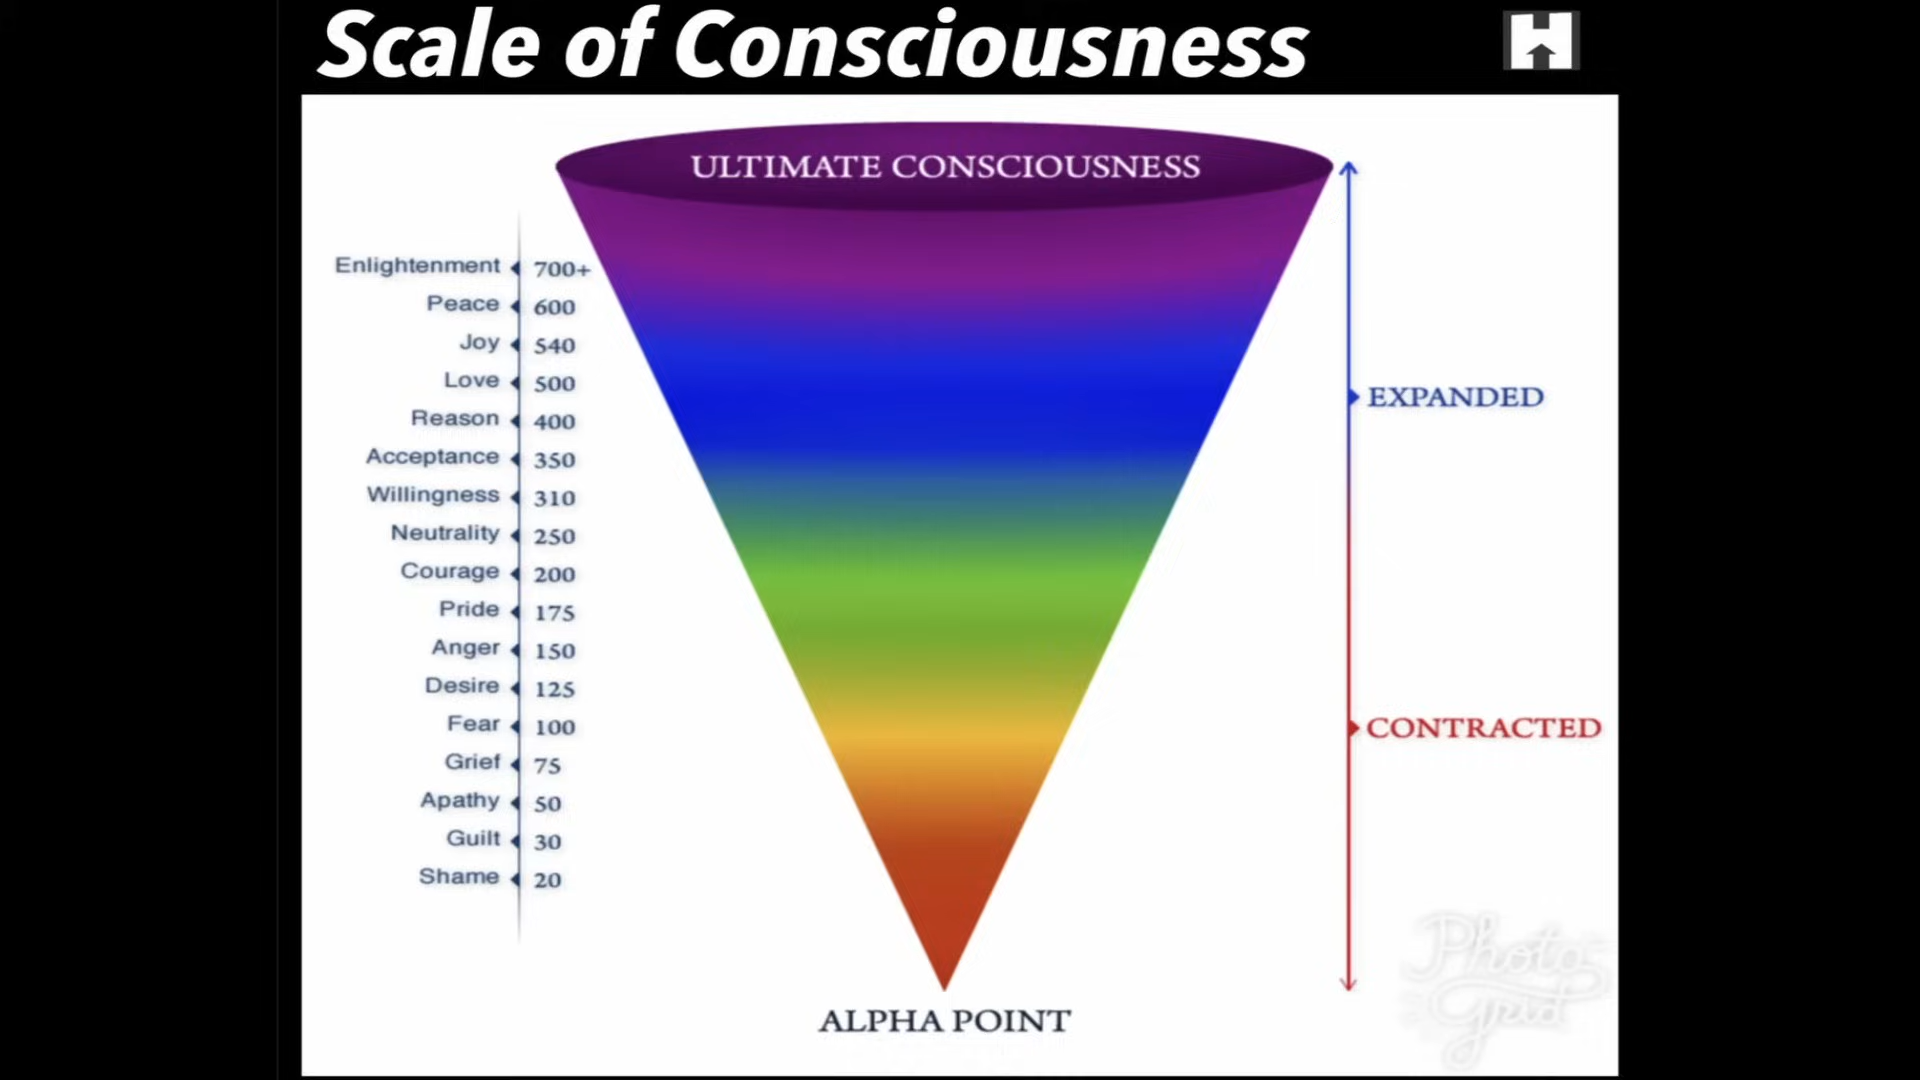 Scale of Consciousness
H
ULTIMATE CONSCIOUSNESS
Enlightenment 700+
Peace 600
Joy 540
Love 500
Reason 400
Acceptance 350
Willingness 310
Neutrality 250
Courage 200
Pride 175
Anger 150
Desire 125
Fear 100
Grief 75
Apathy 50
Guilt 30
Shame 20
EXPANDED
CONTRACTED
ALPHA POINT
Photo
grid